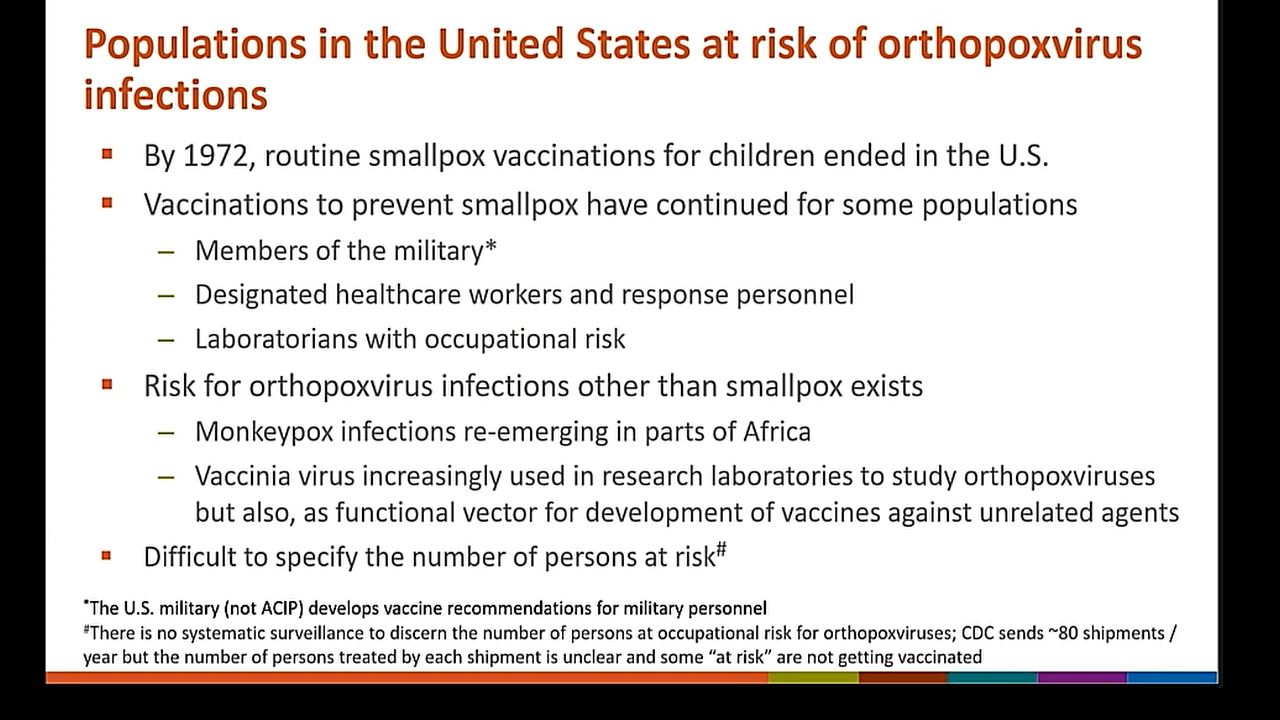 Populations in the United States at risk of orthopoxvirus
infections
▪ By 1972, routine smallpox vaccinations for children ended in the U.S.
▪ Vaccinations to prevent smallpox have continued for some populations
– Members of the military*
– Designated healthcare workers and response personnel
– Laboratorians with occupational risk
▪ Risk for orthopoxvirus infections other than smallpox exists
– Monkeypox infections re-emerging in parts of Africa
– Vaccinia virus increasingly used in research laboratories to study orthopoxviruses
but also, as functional vector for development of vaccines against unrelated agents
▪ Difficult to specify the number of persons at risk#
*The U.S. military (not ACIP) develops vaccine recommendations for military personnel
#There is no systematic surveillance to discern the number of persons at occupational risk for orthopoxviruses; CDC sends ~80 shipments /
year but the number of persons treated by each shipment is unclear and some “at risk” are not getting vaccinated